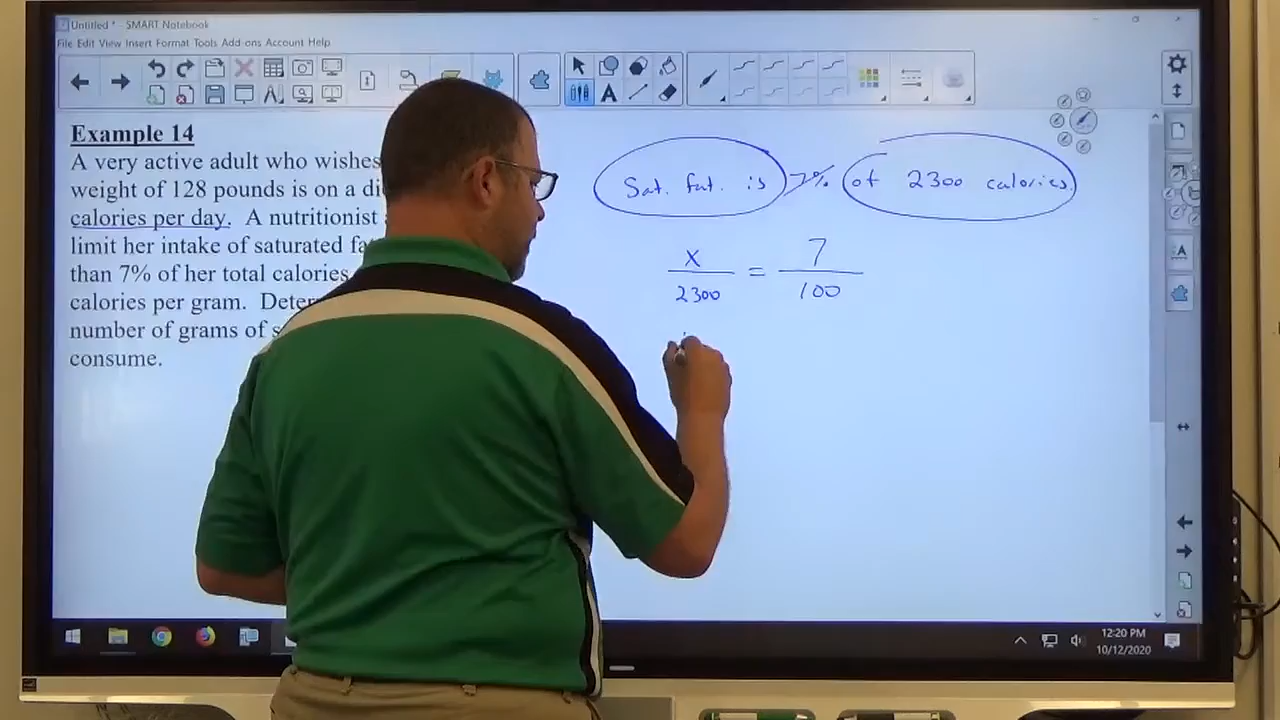 Untitled * - SMART Notebook
File Edit View Insert Format Tools Add-ons Account Help
Example 14
A very active adult who wishes
weight of 128 pounds is on a di
calories per day. A nutritionist
limit her intake of saturated fa
than 7% of her total calories
calories per gram. Deter
number of grams of s
consume.
Sat. fat. is 7% of 2300 calories.
x = 7
2300 100
12:20 PM
10/12/2020